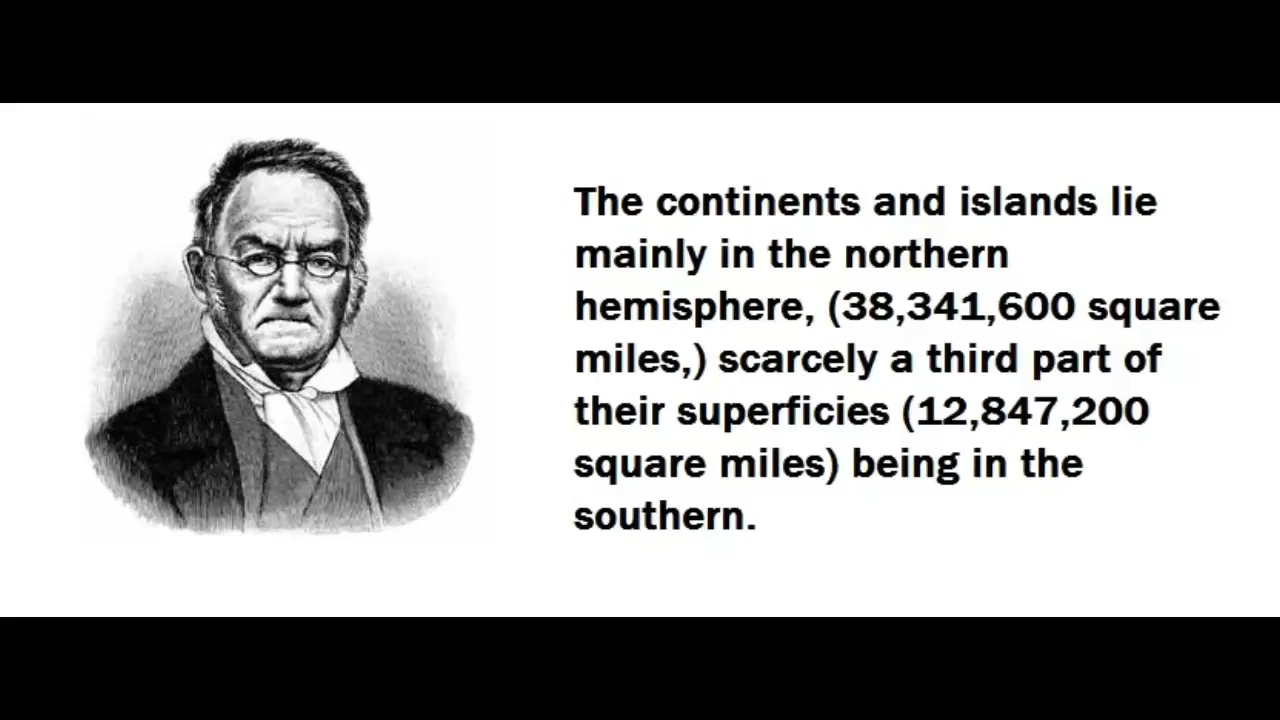 The continents and islands lie
mainly in the northern
hemisphere, (38,341,600 square
miles,) scarcely a third part of
their superficies (12,847,200
square miles) being in the
southern.